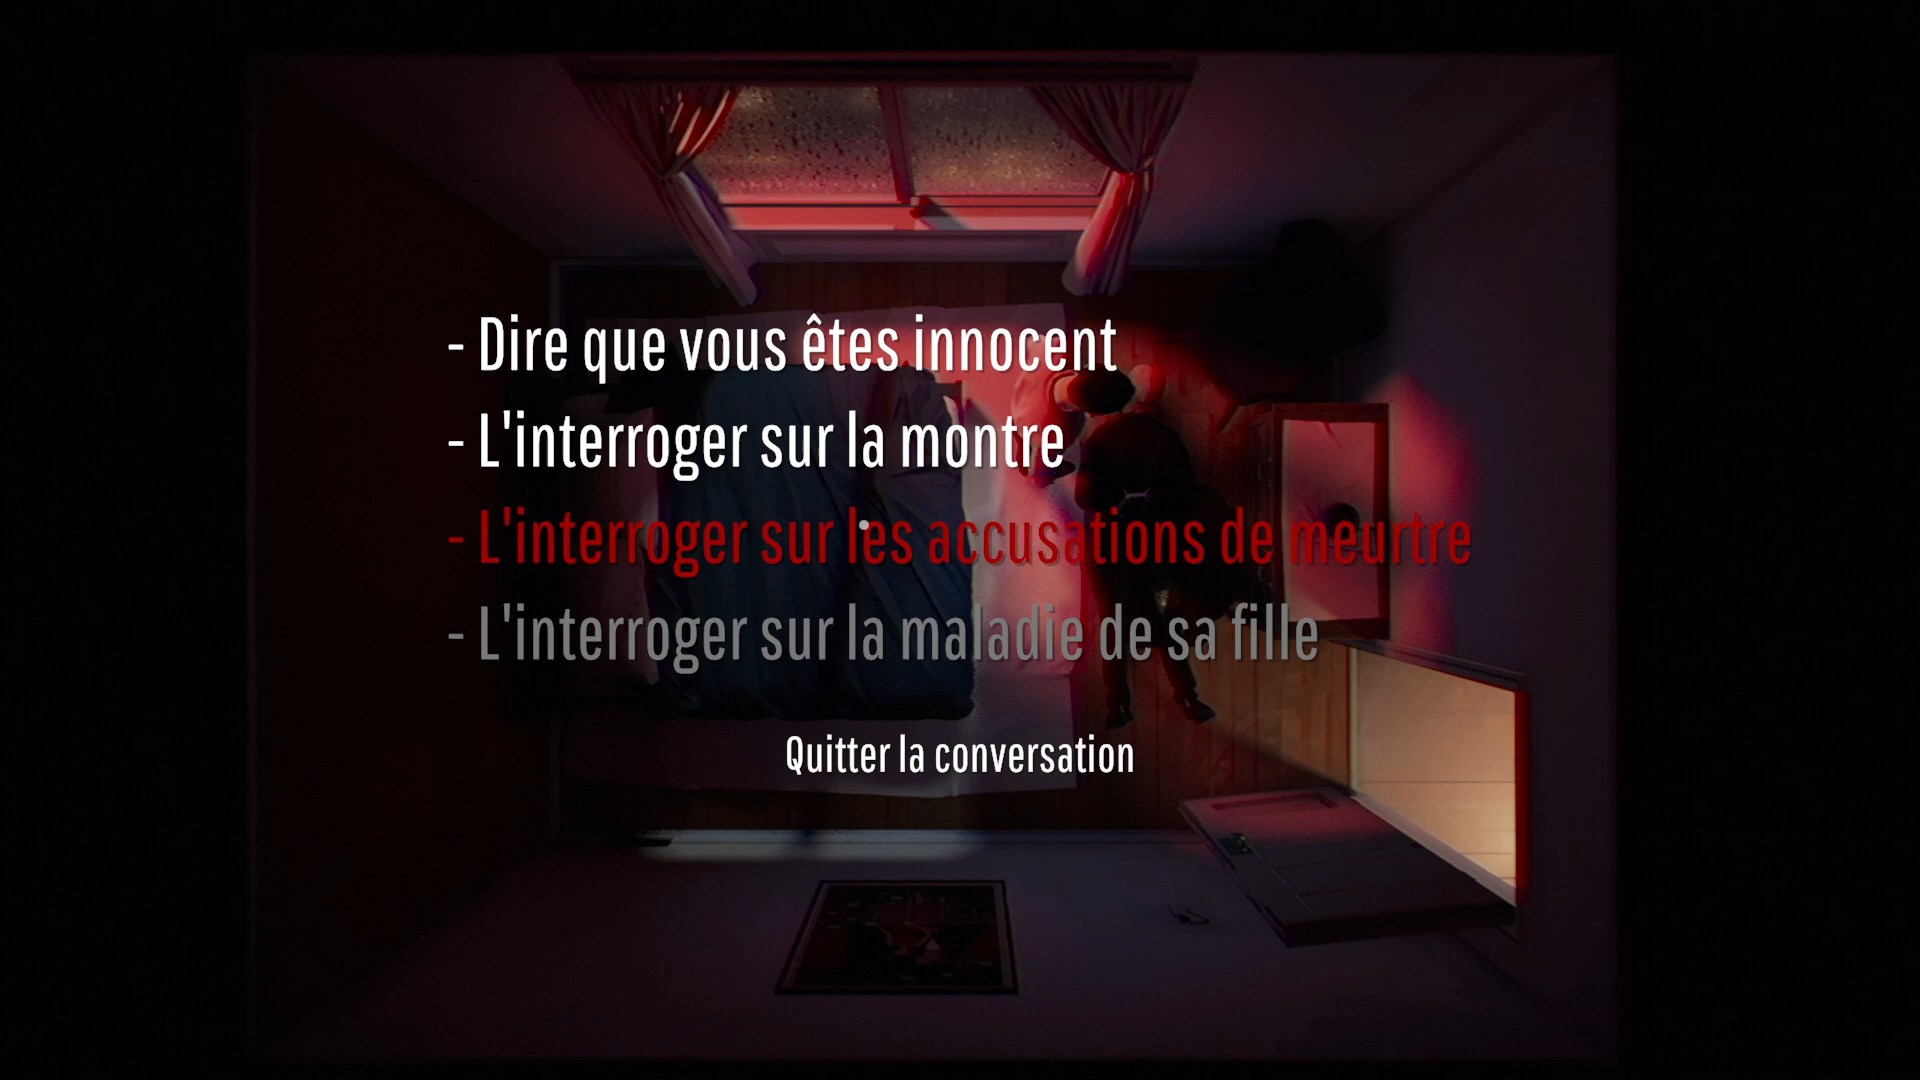 - Dire que vous êtes innocent
- L'interroger sur la montre
- L'interroger sur les accusations de meurtre
- L'interroger sur la maladie de sa fille
Quitter la conversation